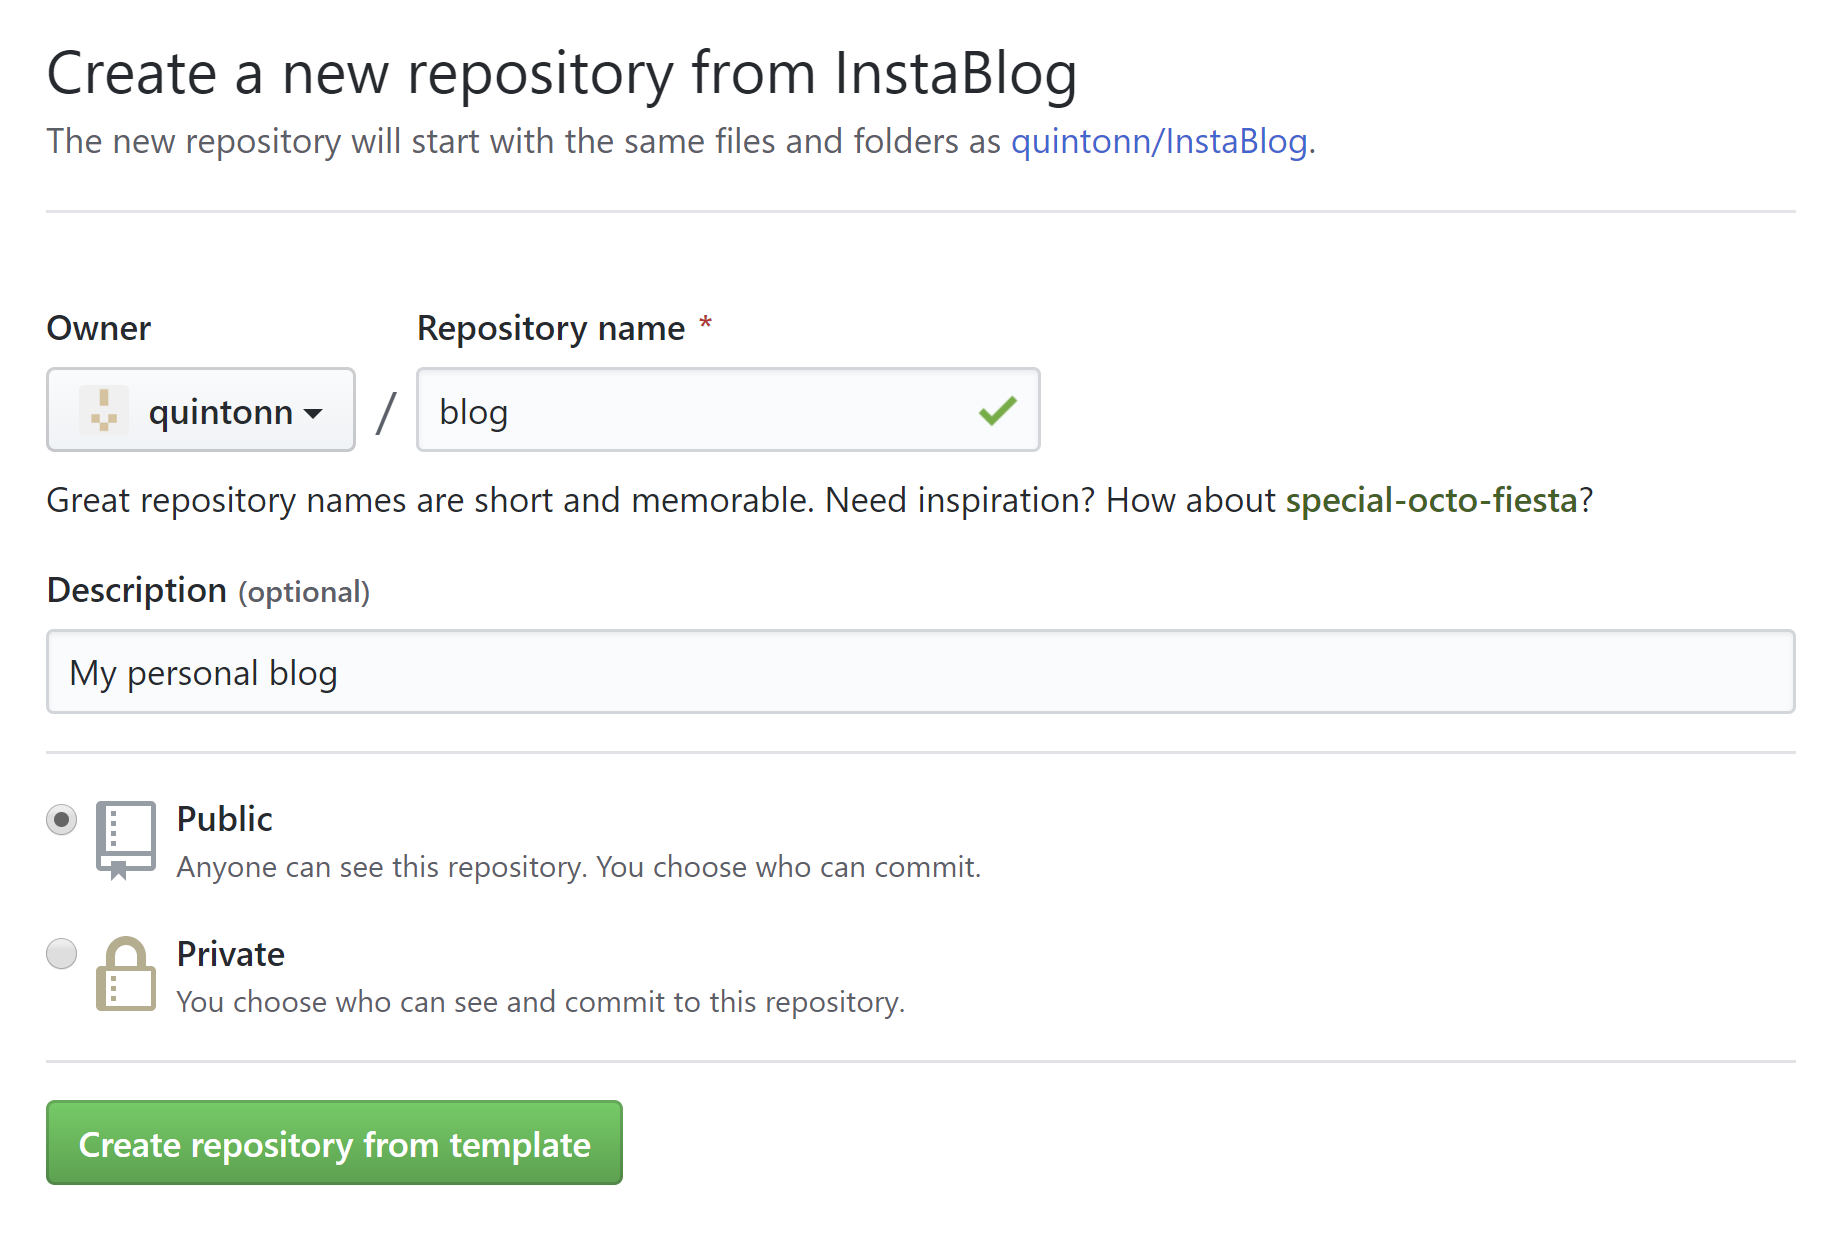 Create a new repository from InstaBlog
The new repository will start with the same files and folders as quintonn/InstaBlog.
Owner
Repository name *
quintonn / blog
Great repository names are short and memorable. Need inspiration? How about special-octo-fiesta?
Description (optional)
My personal blog
Public
Anyone can see this repository. You choose who can commit.
Private
You choose who can see and commit to this repository.
Create repository from template